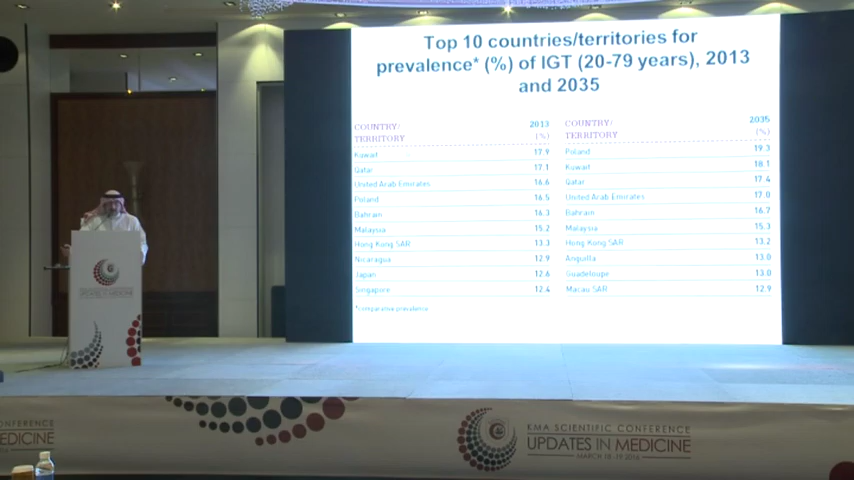 Top 10 countries/territories for
prevalence* (%) of IGT (20-79 years), 2013
and 2035
COUNTRY/
TERRITORY
2013
(%)
Kuwait 17.9
Qatar 17.1
United Arab Emirates 16.6
Poland 16.5
Bahrain 16.3
Malaysia 15.2
Hong Kong SAR 13.3
Nicaragua 12.9
Japan 12.6
Singapore 12.4
*comparative prevalence
COUNTRY/
TERRITORY
2035
(%)
Poland 19.3
Kuwait 18.1
Qatar 17.4
United Arab Emirates 17.0
Bahrain 16.7
Malaysia 15.3
Hong Kong SAR 13.2
Anguilla 13.0
Guadeloupe 13.0
Macau SAR 12.9
UPDATES IN MEDICINE
CONFERENCE
EDICINE
KMA SCIENTIFIC CONFERENCE
UPDATES IN MEDICINE